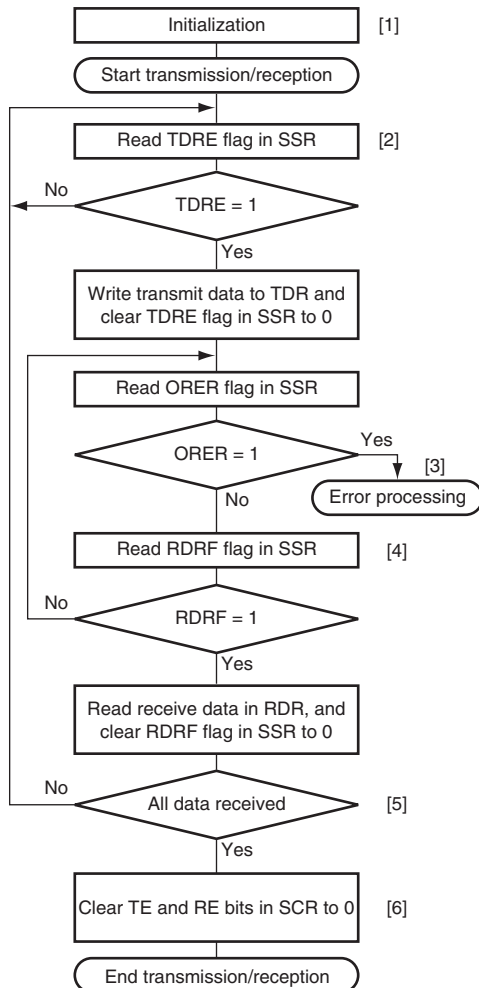 Initialization [1]
Start transmission/reception
Read TDRE flag in SSR [2]
No
TDRE = 1
Yes
Write transmit data to TDR and
clear TDRE flag in SSR to 0
Read ORER flag in SSR
Yes
ORER = 1
[3]
Error processing
No
Read RDRF flag in SSR [4]
No
RDRF = 1
Yes
Read receive data in RDR, and
clear RDRF flag in SSR to 0
No
All data received [5]
Yes
Clear TE and RE bits in SCR to 0 [6]
End transmission/reception